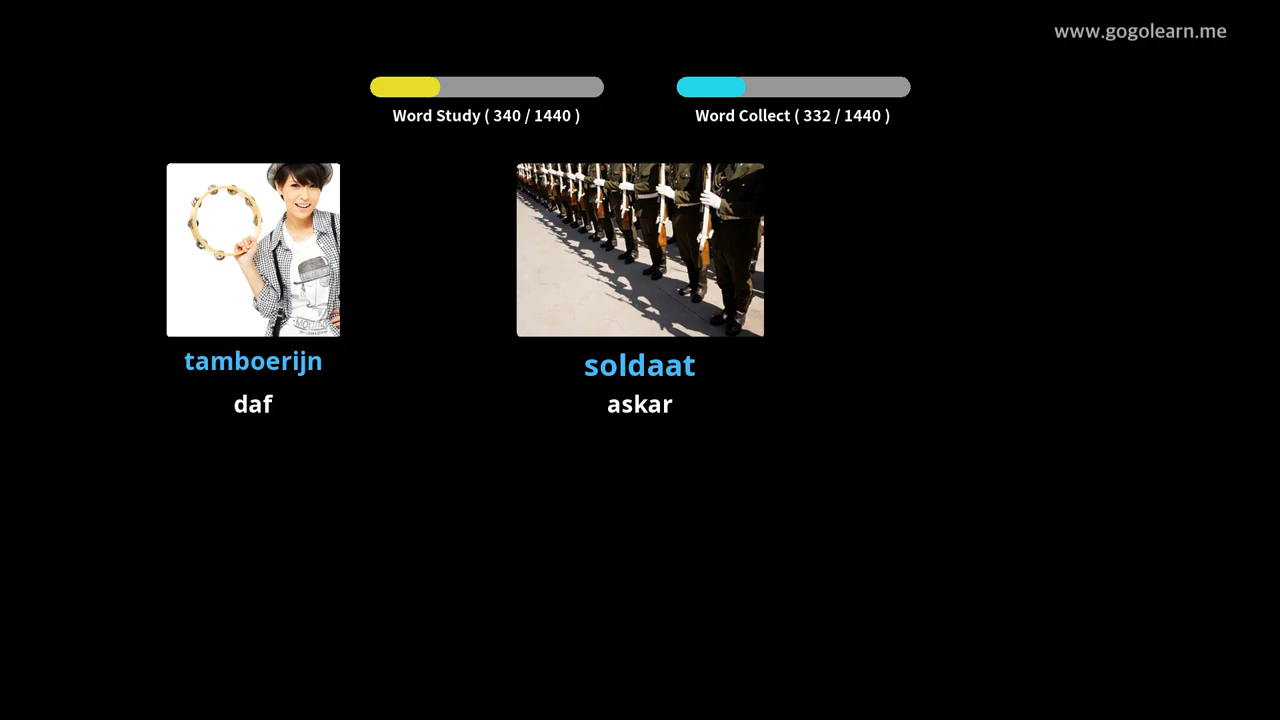 www.gogolearn.me
Word Study ( 340 / 1440 )
Word Collect ( 332 / 1440 )
tamboerijn
daf
soldaat
askar